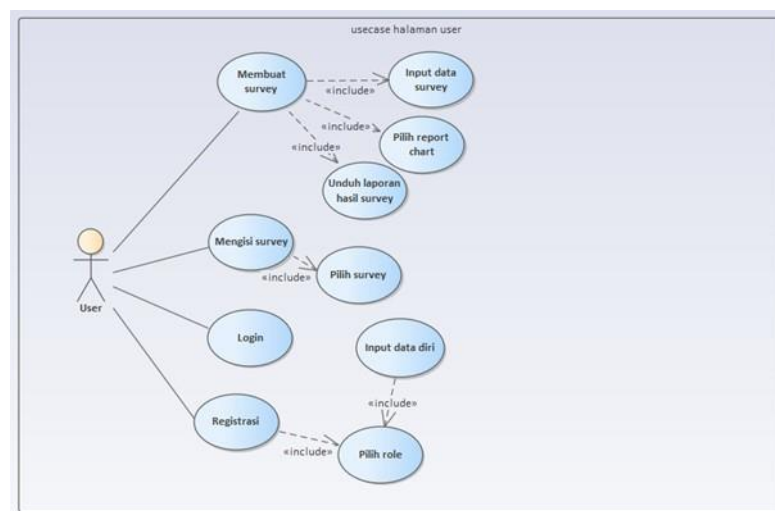 usecase halaman user
Membuat
survey
Input data
survey
«include»
«include»
Pilih report
chart
«include»
Unduh laporan
hasil survey
Mengisi survey
«include»
Pilih survey
User
Login
Input data diri
«include»
Registrasi
«include»
Pilih role